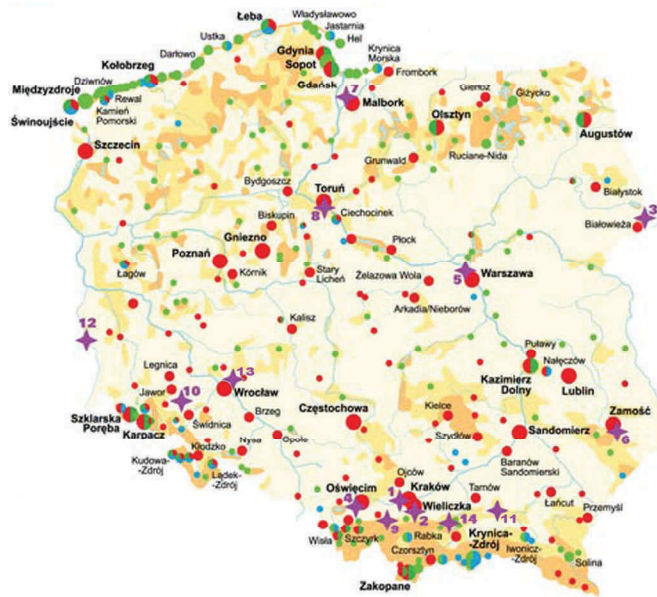 Łeba
Władysławowo
Jastarnia
Hel
Ustka
Gdynia
Sopot
Krynica
Morska
Darłowo
Kołobrzeg
Gdańsk
Frombork
Dziwnów
Międzyzdroje
Rewal
Kamień
Pomorski
Świnoujście
7
Malbork
Gierłoż
Giżycko
Olsztyn
Augustów
Szczecin
Grunwald
Ruciane-Nida
Bydgoszcz
Toruń
Białystok
8
Ciechocinek
3
Białowieża
Biskupin
Gniezno
Płock
Poznań
Łagów
Kórnik
Stary
Licheń
Żelazowa Wola
5
Warszawa
Arkadia/Nieborów
12
Kalisz
Puławy
Nałęczów
Legnica
13
Jawor
10
Wrocław
Kazimierz
Dolny
Lublin
Szklarska
Poręba
Karpacz
Świdnica
Brzeg
Częstochowa
Kielce
Zamość
Sandomierz
6
Kłodzko
Nysa
Opole
Szydłów
Kudowa-Zdrój
Lądek-
-Zdrój
Ojców
Baranów
Sandomierski
Oświęcim
1
Kraków
Tarnów
Łańcut
Przemyśl
4
Wieliczka
9
2
14
11
Wisła
Szczyrk
Rabka
Krynica-
-Zdrój
Iwonicz-
-Zdrój
Czorsztyn
Solina
Zakopane